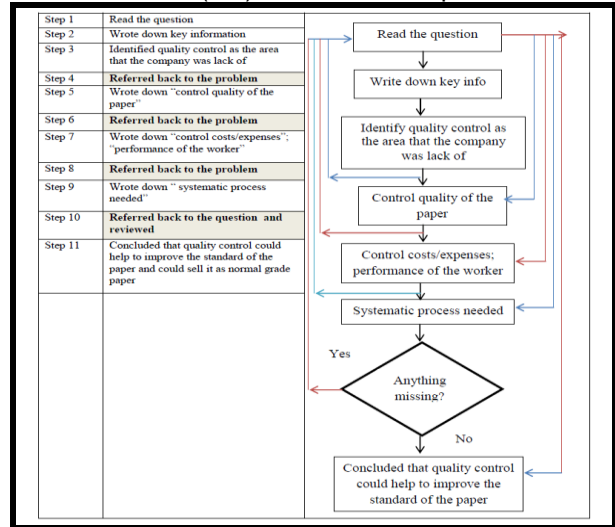 Step 1 Read the question
Step 2 Wrote down key information
Step 3 Identified quality control as the area
that the company was lack of
Step 4 Referred back to the problem
Step 5 Wrote down "control quality of the
paper"
Step 6 Referred back to the problem
Step 7 Wrote down "control costs/expenses";
"performance of the worker"
Step 8 Referred back to the problem
Step 9 Wrote down " systematic process
needed"
Step 10 Referred back to the question and
reviewed
Step 11 Concluded that quality control could
help to improve the standard of the
paper and could sell it as normal grade
paper
Read the question
Write down key info
Identify quality control as
the area that the company
was lack of
Control quality of the
paper
Control costs/expenses;
performance of the worker
Systematic process needed
Yes
Anything
missing?
No
Concluded that quality control
could help to improve the
standard of the paper